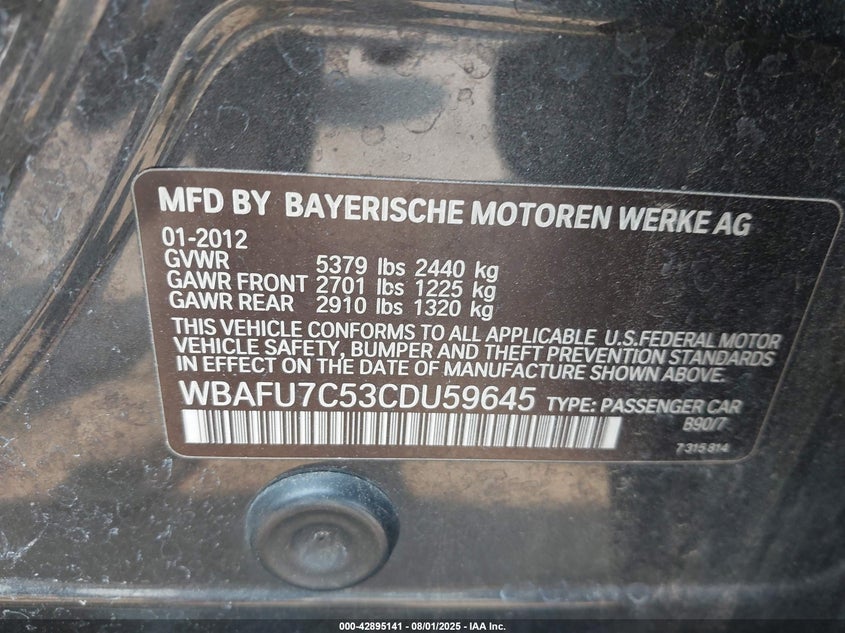 MFD BY BAYERISCHE MOTOREN WERKE AG
01-2012
GVWR 5379 lbs 2440 kg
GAWR FRONT 2701 lbs 1225 kg
GAWR REAR 2910 lbs 1320 kg
THIS VEHICLE CONFORMS TO ALL APPLICABLE U.S.FEDERAL MOTOR
VEHICLE SAFETY, BUMPER AND THEFT PREVENTION STANDARDS
IN EFFECT ON THE DATE OF MANUFACTURE SHOWN ABOVE.
WBAFU7C53CDU59645 TYPE: PASSENGER CAR
B90/7
7 315 814
000-42895141 - 08/01/2025 - IAA Inc.